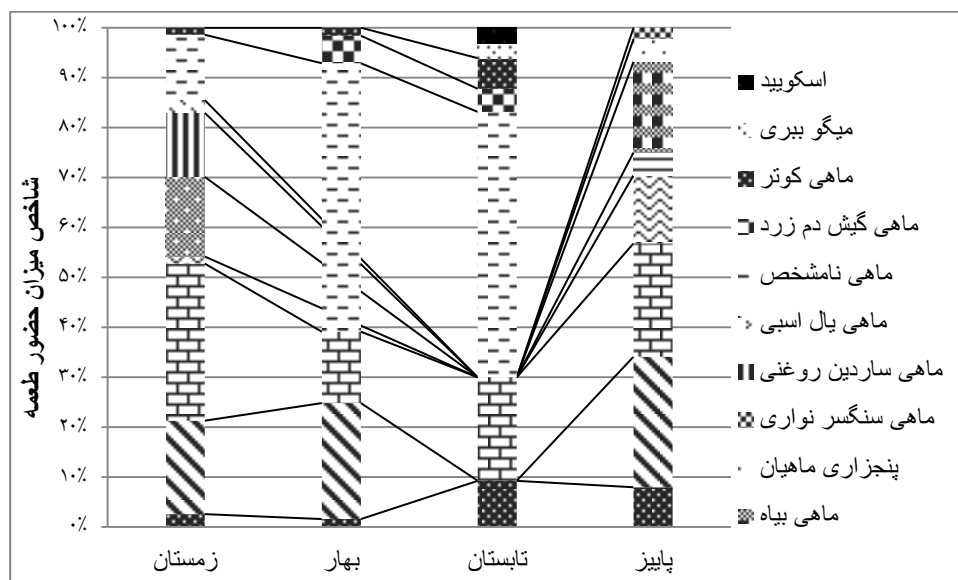 شاخص میزان حضور طعمه
۱۰۰٪
۹۰٪
۸۰٪
۷۰٪
۶۰٪
۵۰٪
۴۰٪
۳۰٪
۲۰٪
۱۰٪
۰٪
زمستان
بهار
تابستان
پاییز
اسکویید
میگو ببری
ماهی کوتر
ماهی گیش دم زرد
ماهی نامشخص
ماهی یال اسبی
ماهی ساردین روغنی
ماهی سنگسر نواری
پنجزاری ماهیان
ماهی بیاه